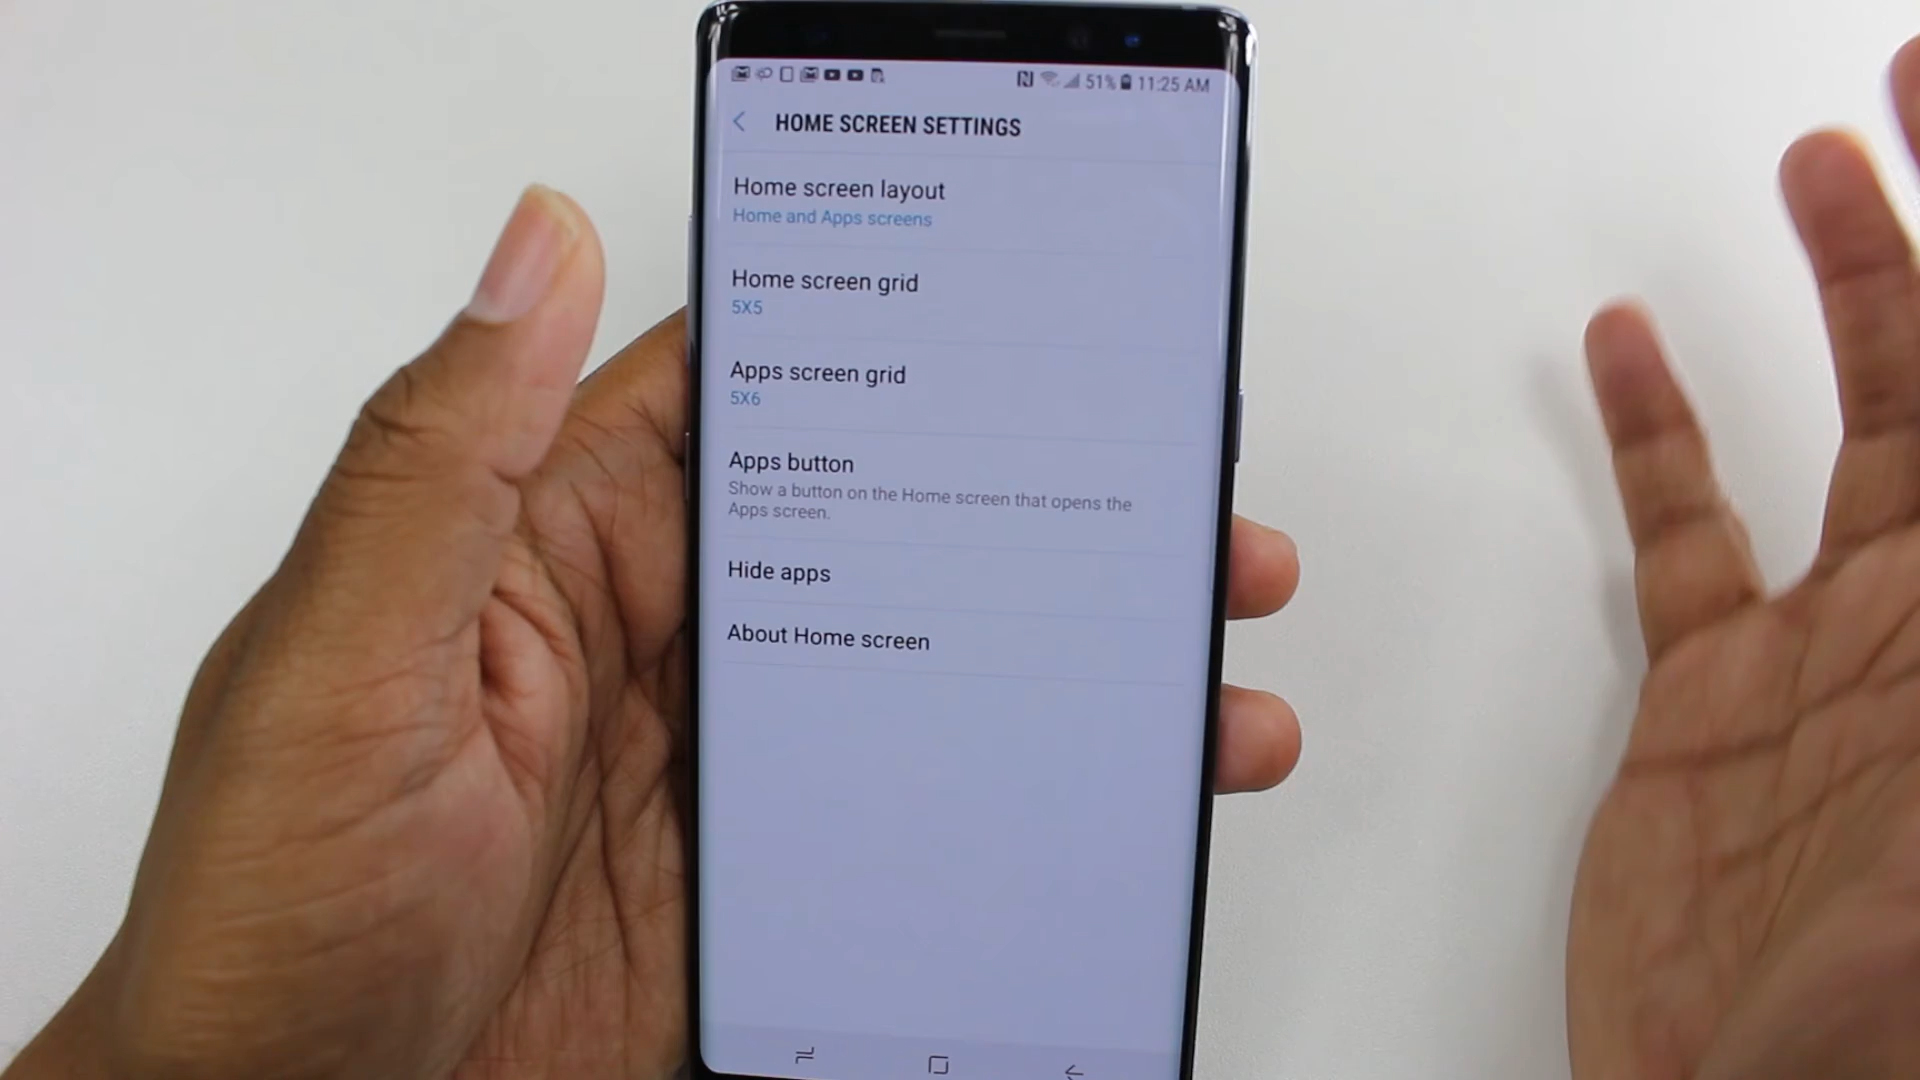 51% 11:25 AM
HOME SCREEN SETTINGS
Home screen layout
Home and Apps screens
Home screen grid
5X5
Apps screen grid
5X6
Apps button
Show a button on the Home screen that opens the
Apps screen.
Hide apps
About Home screen